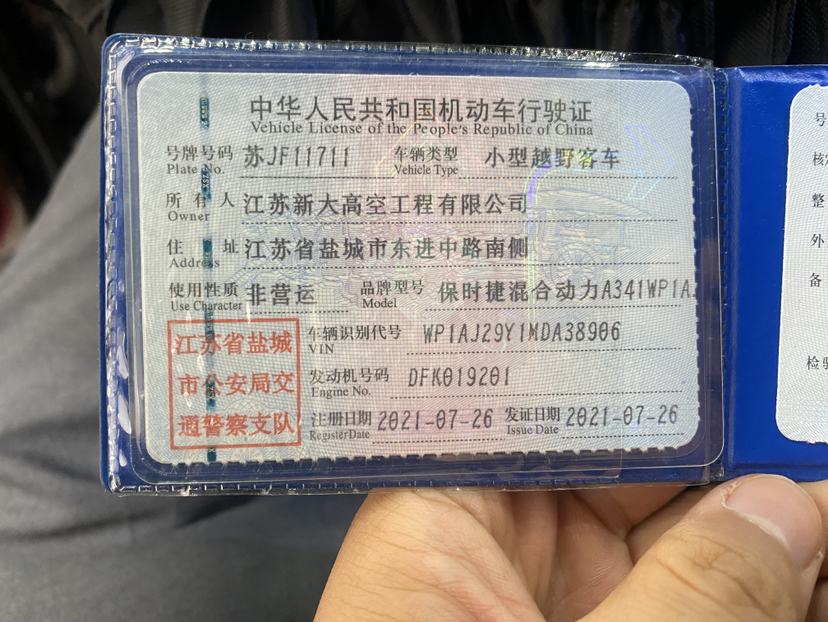 中华人民共和国机动车行驶证
Vehicle License of the People's Republic of China
号牌号码 苏JF11711 车辆类型 小型越野客车
Plate No. Vehicle Type
所有人 江苏新大高空工程有限公司
Owner
住址 江苏省盐城市东进中路南侧
Address
使用性质 非营运 品牌型号 保时捷混合动力A341WP1A
Use Character Model
江苏省盐城
市公安局交
通警察支队
车辆识别代号 WP1AJ29Y1MDA38906
VIN
发动机号码 DFK019201
Engine No.
注册日期 2021-07-26 发证日期 2021-07-26
Register Date Issue Date
号
核定
整
外
备
检验